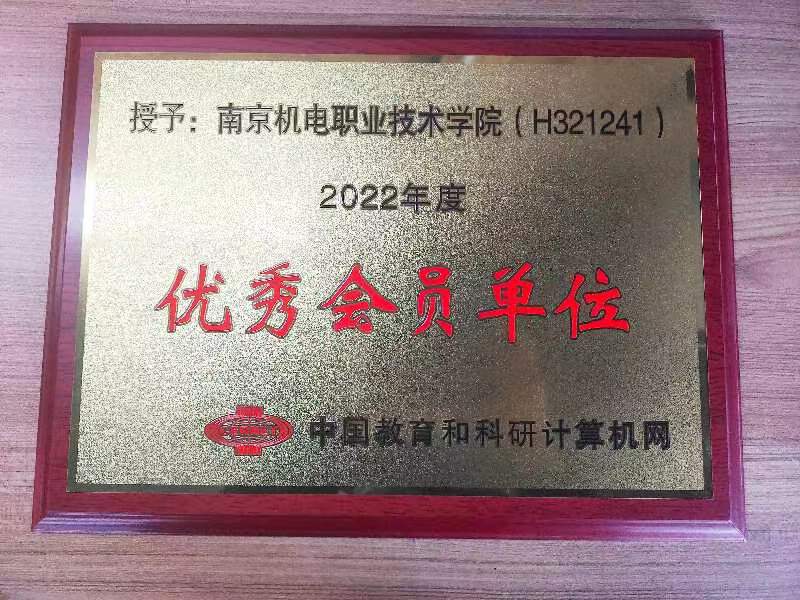 授予：南京机电职业技术学院（H321241）
2022年度
优秀会员单位
中国教育和科研计算机网